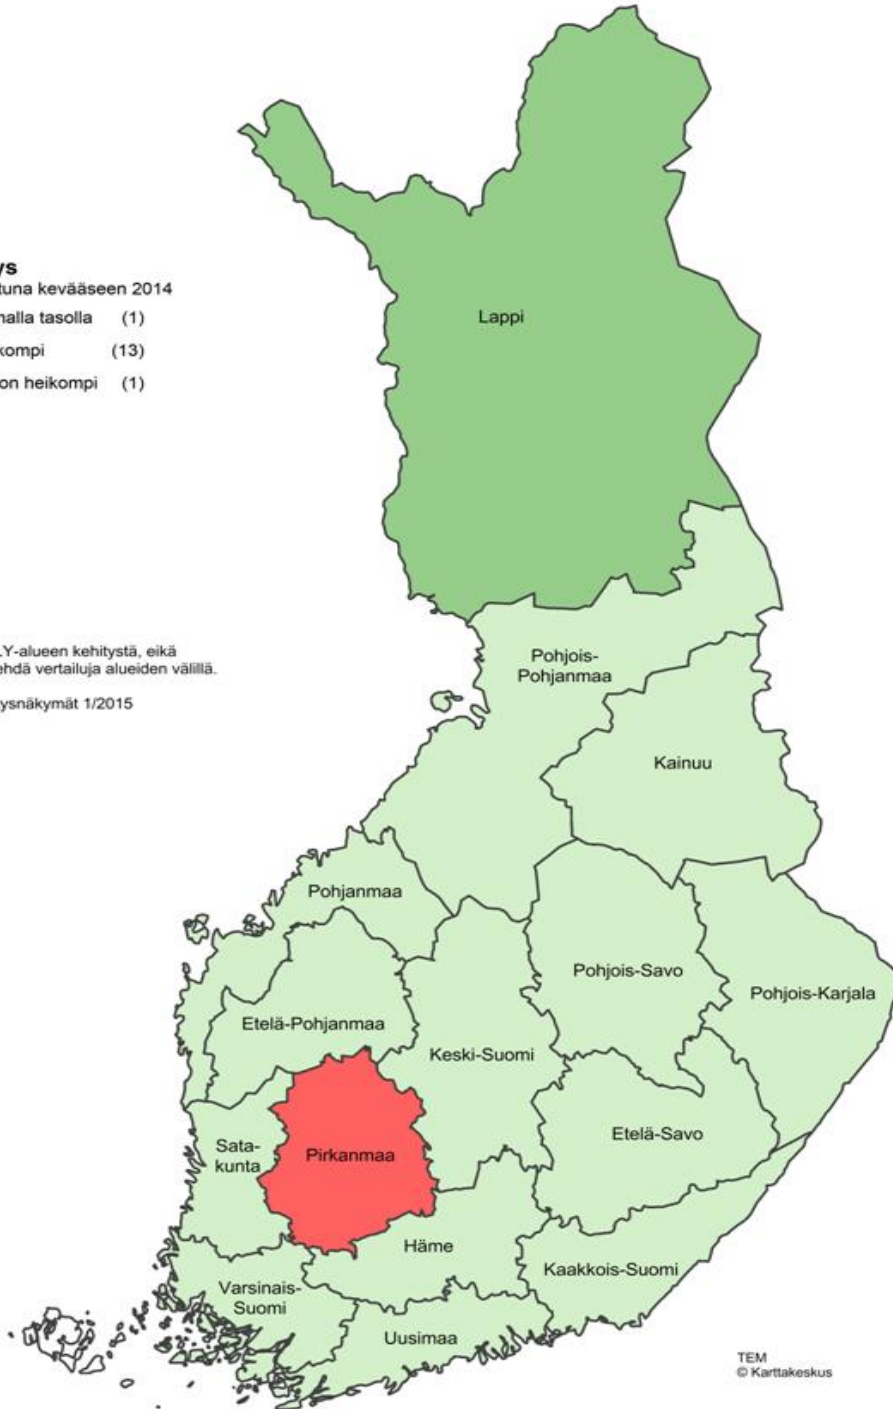 ys
tuna kevääseen 2014
nalla tasolla (1)
kompi (13)
on heikompi (1)
Lappi
LY-alueen kehitystä, eikä
ehdä vertailuja alueiden välillä.
ysnäkymät 1/2015
Pohjois-
Pohjanmaa
Kainuu
Pohjanmaa
Pohjois-Savo
Pohjois-Karjala
Etelä-Pohjanmaa
Keski-Suomi
Etelä-Savo
Sata-
kunta
Pirkanmaa
Häme
Kaakkois-Suomi
Varsinais-
Suomi
Uusimaa
TEM
© Karttakeskus